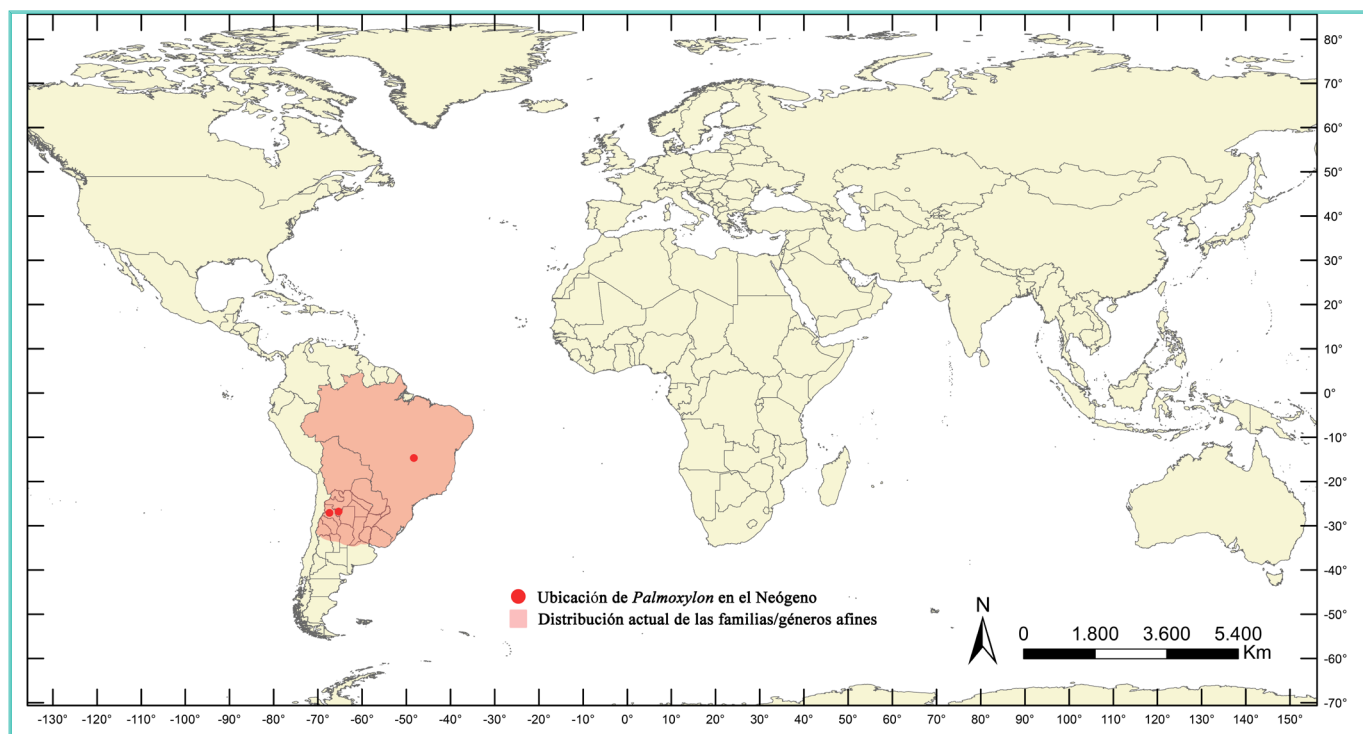 80°
70°
60°
50°
40°
30°
20°
10°
0°
-10°
-20°
-30°
-40°
-50°
-60°
-70°
Ubicación de Palmoxylon en el Neógeno
Distribución actual de las familias/géneros afines
N
0 1.800 3.600 5.400
Km
-130° -120° -110° -100° -90° -80° -70° -60° -50° -40° -30° -20° -10° 0° 10° 20° 30° 40° 50° 60° 70° 80° 90° 100° 110° 120° 130° 140° 150°